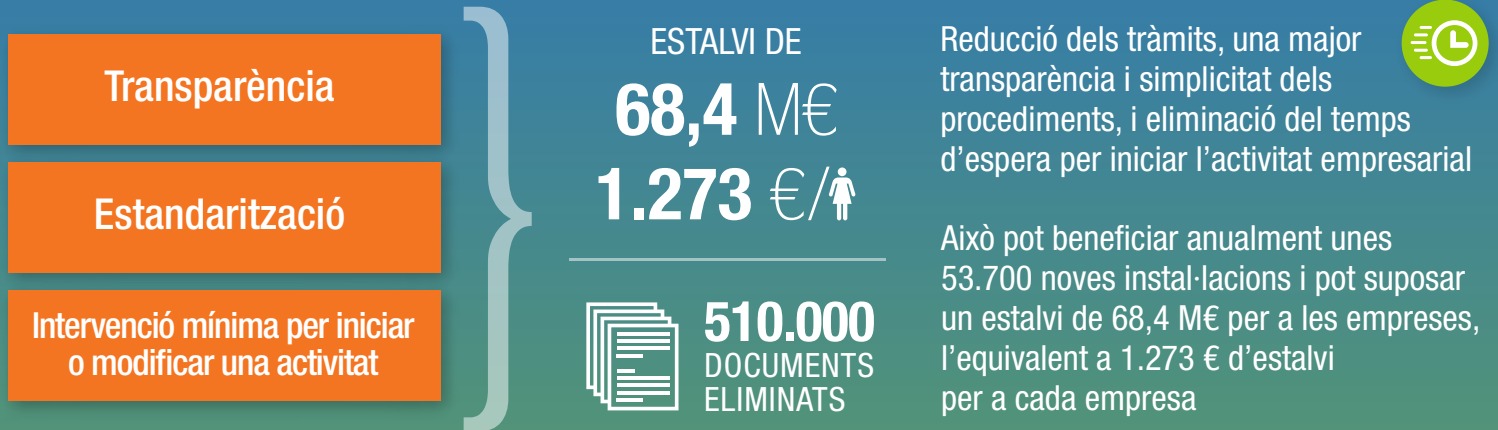 Transparència
Estandarització
Intervenció mínima per iniciar
o modificar una activitat
ESTALVI DE
68,4 M€
1.273 €/
510.000
DOCUMENTS
ELIMINATS
Reducció dels tràmits, una major
transparència i simplicitat dels
procediments, i eliminació del temps
d’espera per iniciar l’activitat empresarial
Això pot beneficiar anualment unes
53.700 noves instal·lacions i pot suposar
un estalvi de 68,4 M€ per a les empreses,
l’equivalent a 1.273 € d’estalvi
per a cada empresa